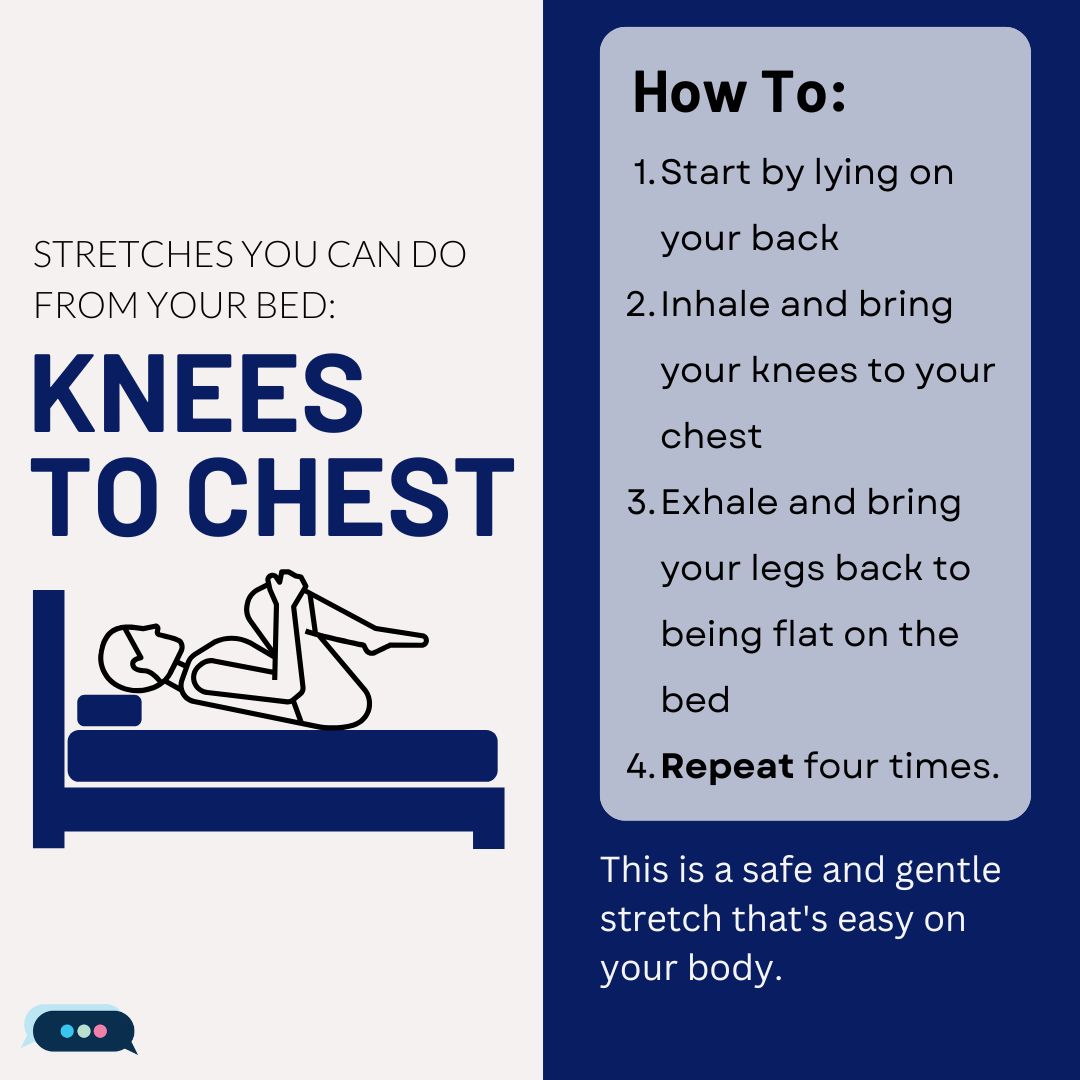 STRETCHES YOU CAN DO
FROM YOUR BED:
KNEES
TO CHEST
How To:
1. Start by lying on
your back
2. Inhale and bring
your knees to your
chest
3. Exhale and bring
your legs back to
being flat on the
bed
4. Repeat four times.
This is a safe and gentle
stretch that's easy on
your body.